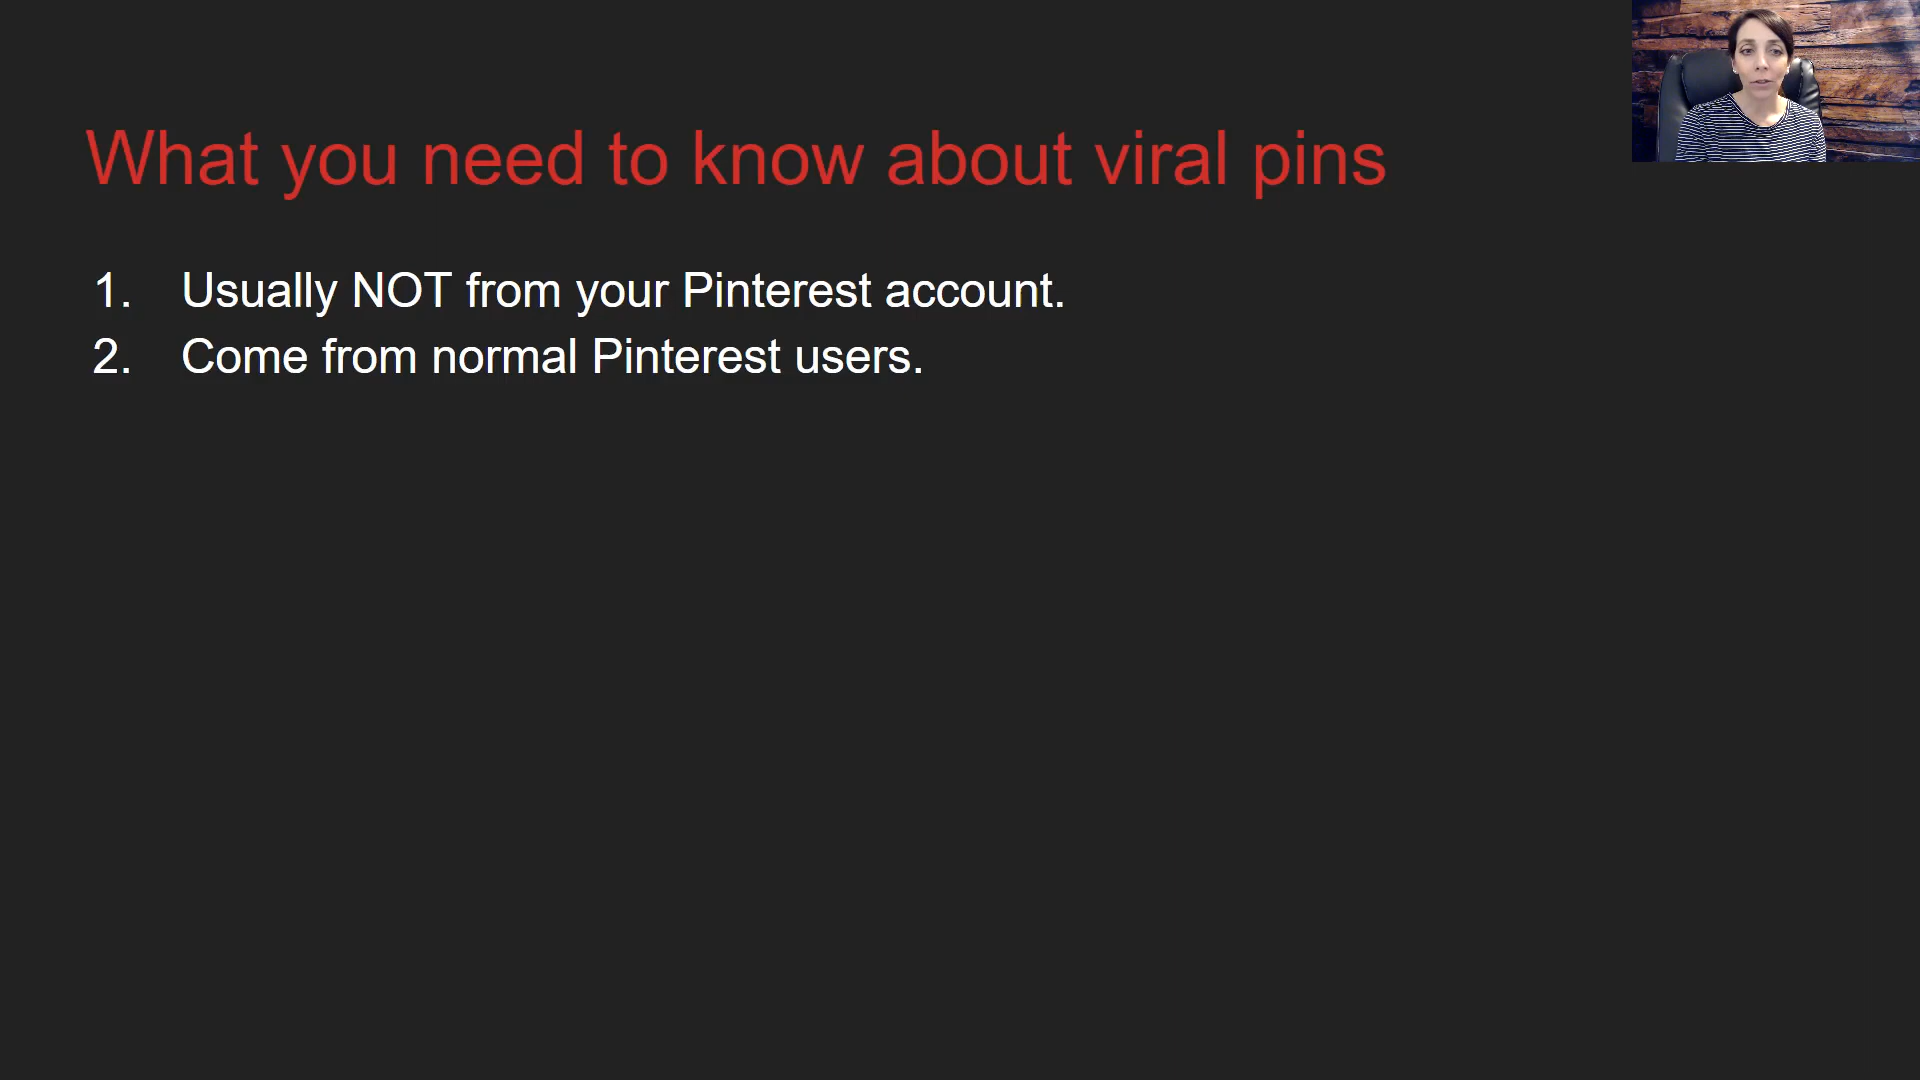 What you need to know about viral pins
1. Usually NOT from your Pinterest account.
2. Come from normal Pinterest users.